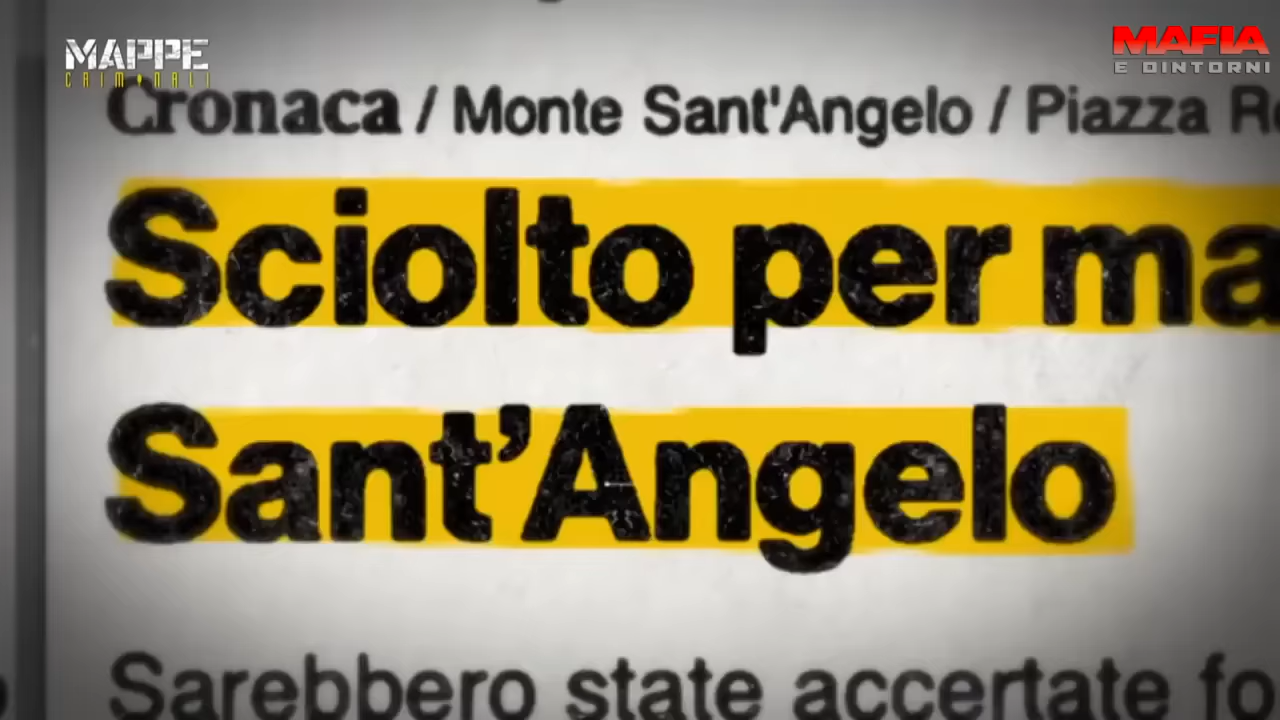 MAPPE
CRIMINALI
MAFIA
E DINTORNI
Cronaca / Monte Sant'Angelo / Piazza
Sciolto per
Sant’Angelo
Sarebbero state accertate